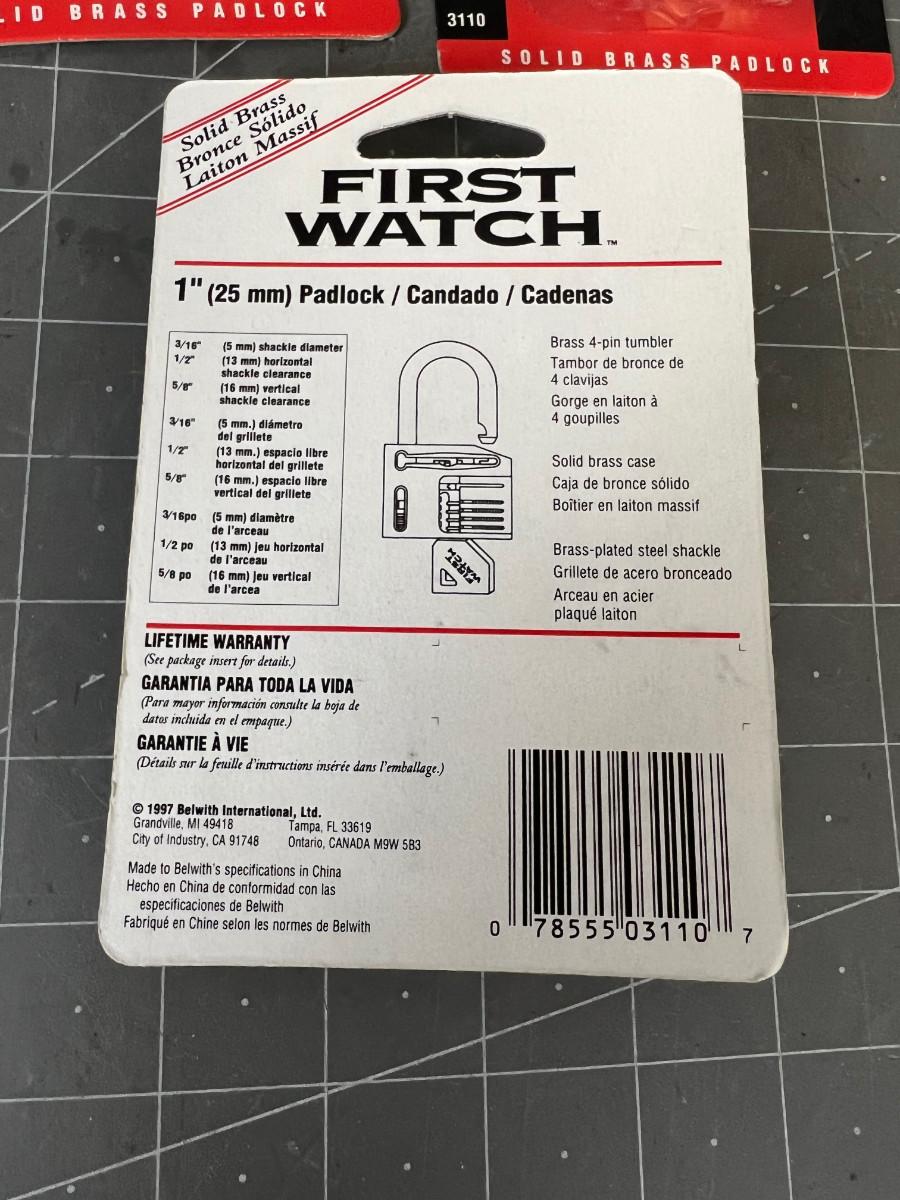 LID BRASS PADLOCK
3110
SOLID BRASS PADLOCK
Solid Brass
Bronce Sólido
Laiton Massif
FIRST
WATCH™
1" (25 mm) Padlock / Candado / Cadenas
3/16" (5 mm) shackle diameter
1/2" (13 mm) horizontal
shackle clearance
5/8" (16 mm) vertical
shackle clearance
3/16" (5 mm.) diámetro
del grillete
1/2" (13 mm.) espacio libre
horizontal del grillete
5/8" (16 mm.) espacio libre
vertical del grillete
3/16po (5 mm) diamètre
de l'arceau
1/2 po (13 mm) jeu horizontal
de l'arceau
5/8 po (16 mm) jeu vertical
de l'arcea
FIRST
WATCH
Brass 4-pin tumbler
Tambor de bronce de
4 clavijas
Gorge en laiton à
4 goupilles
Solid brass case
Caja de bronce sólido
Boîtier en laiton massif
Brass-plated steel shackle
Grillete de acero bronceado
Arceau en acier
plaqué laiton
LIFETIME WARRANTY
(See package insert for details.)
GARANTIA PARA TODA LA VIDA
(Para mayor información consulte la hoja de
datos incluida en el empaque.)
GARANTIE À VIE
(Détails sur la feuille d'instructions insérée dans l'emballage.)
© 1997 Belwith International, Ltd.
Grandville, MI 49418 Tampa, FL 33619
City of Industry, CA 91748 Ontario, CANADA M9W 5B3
Made to Belwith's specifications in China
Hecho en China de conformidad con las
especificaciones de Belwith
Fabriqué en Chine selon les normes de Belwith
0 78555 03110 7